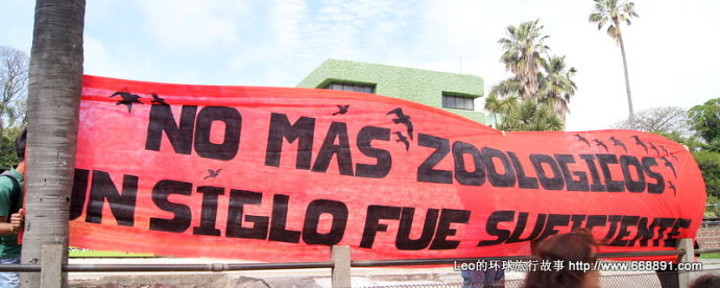 NO MAS ZOOLOGICOS
UN SIGLO FUE SUFICIENTE
Leo的环球旅行故事 http://www.668891.com